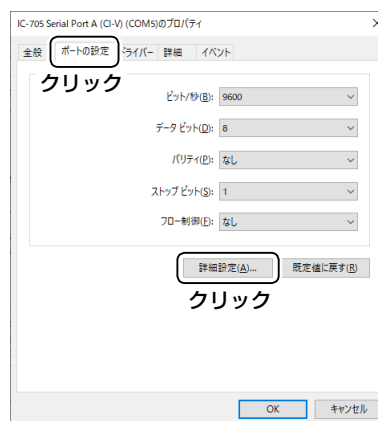 IC-705 Serial Port A (CI-V) (COM5)のプロパティ
全般 ポートの設定 ドライバー 詳細 イベント
クリック
ビット/秒(B): 9600
データ ビット(D): 8
パリティ(P): なし
ストップ ビット(S): 1
フロー制御(F): なし
詳細設定(A)... 既定値に戻す(R)
クリック
OK キャンセル